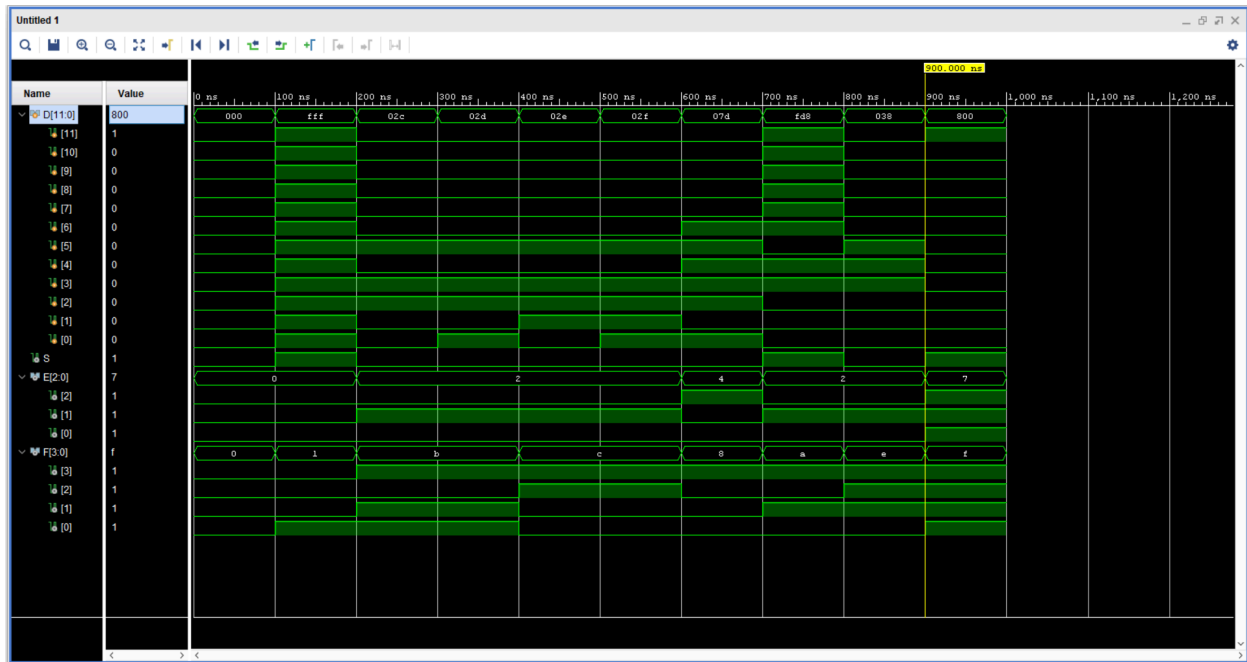 Untitled 1
900.000 ns
Name Value
0 ns 100 ns 200 ns 300 ns 400 ns 500 ns 600 ns 700 ns 800 ns 900 ns 1,000 ns 1,100 ns 1,200 ns
D[11:0] 800 000 fff 02c 02d 02e 02f 07d fd8 038 800
[11] 1
[10] 0
[9] 0
[8] 0
[7] 0
[6] 0
[5] 0
[4] 0
[3] 0
[2] 0
[1] 0
[0] 0
S 1
E[2:0] 7 0 2 4 2 7
[2] 1
[1] 1
[0] 1
F[3:0] f 0 1 b c 8 a e f
[3] 1
[2] 1
[1] 1
[0] 1